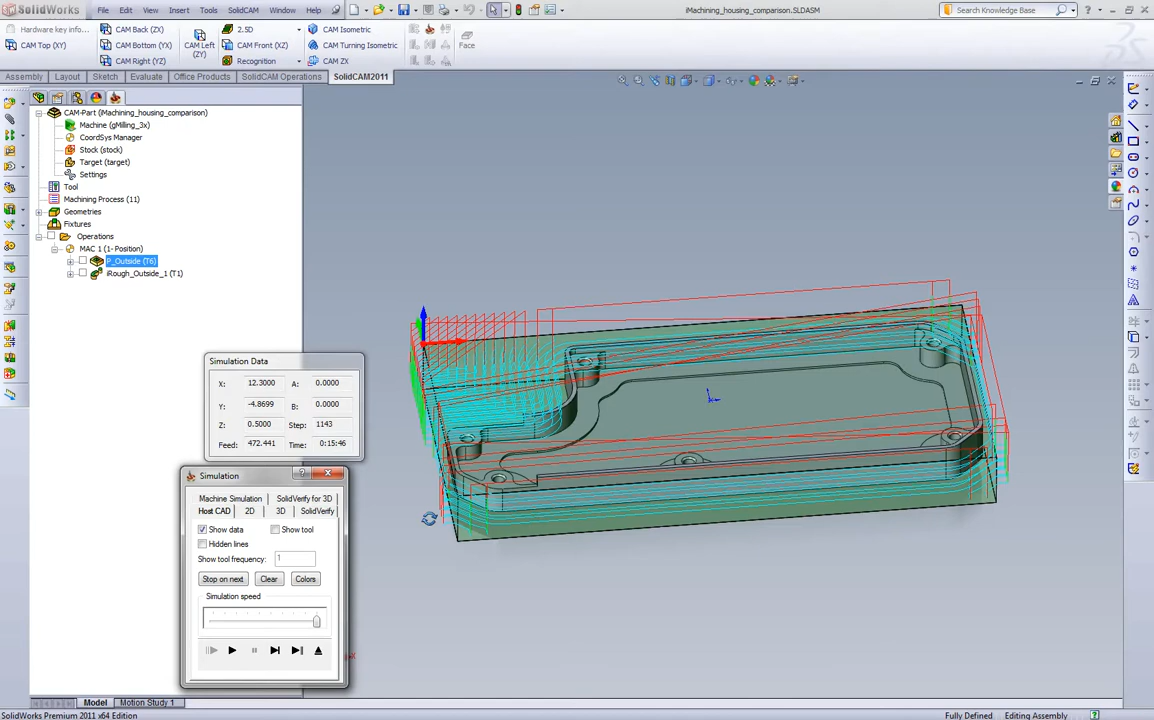 SolidWorks
File Edit View Insert Tools SolidCAM Window Help
iMachining_housing_comparison.SLDASM
Search Knowledge Base
Hardware key info...
CAM Back (ZX)
2.5D
CAM Isometric
CAM Top (XY)
CAM Bottom (YX)
CAM Left (ZY)
CAM Front (ZX)
CAM Turning Isometric
Face
CAM Right (YZ)
Recognition
CAM ZX
Assembly Layout Sketch Evaluate Office Products SolidCAM Operations SolidCAM2011
CAM-Part (iMachining_housing_comparison)
Machine (gMilling_3x)
CoordSys Manager
Stock (stock)
Target (target)
Settings
Tool
Machining Process (11)
Geometries
Fixtures
Operations
MAC 1 (1- Position)
P_Outside (T6)
iRough_Outside_1 (T1)
Simulation Data
X: 12.3000 A: 0.0000
Y: -4.8699 B: 0.0000
Z: 0.5000 Step: 1143
Feed: 472.441 Time: 0:15:46
Simulation
Machine Simulation SolidVerify for 3D
Host CAD 2D 3D SolidVerify
Show data Show tool
Hidden lines
Show tool frequency: 1
Stop on next Clear Colors
Simulation speed
Model Motion Study 1
SolidWorks Premium 2011 x64 Edition
Fully Defined Editing Assembly